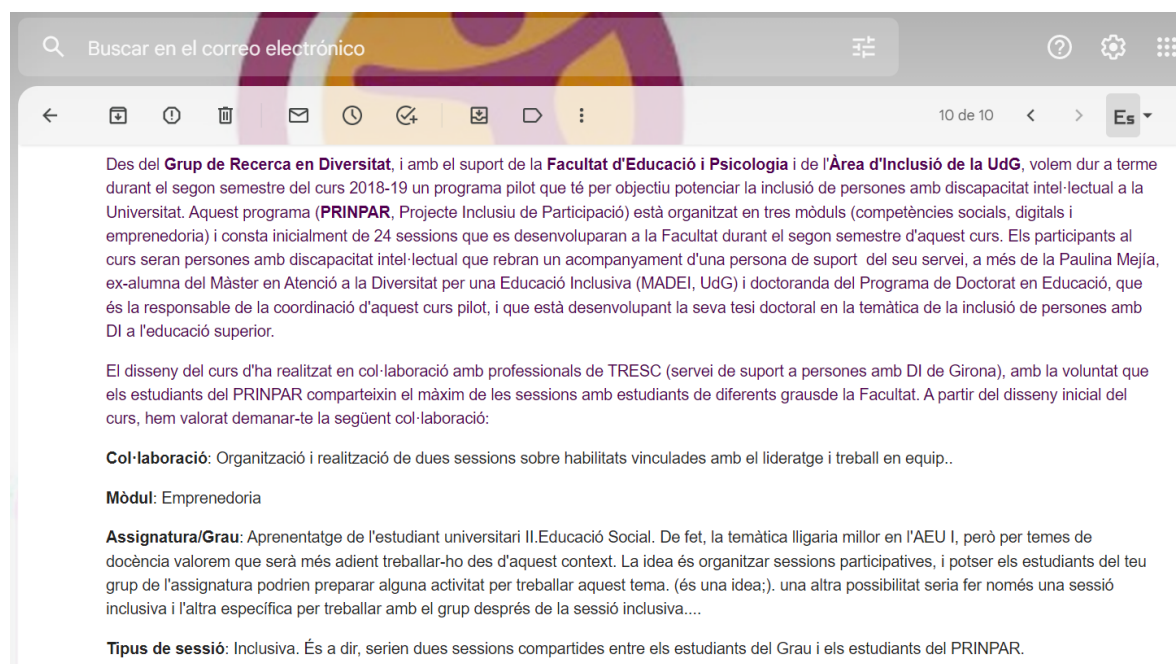 Buscar en el correo electrónico
10 de 10
Es
Des del Grup de Recerca en Diversitat, i amb el suport de la Facultat d'Educació i Psicologia i de l'Àrea d'Inclusió de la UdG, volem dur a terme
durant el segon semestre del curs 2018-19 un programa pilot que té per objectiu potenciar la inclusió de persones amb discapacitat intel·lectual a la
Universitat. Aquest programa (PRINPAR, Projecte Inclusiu de Participació) està organitzat en tres mòduls (competències socials, digitals i
emprenedoria) i consta inicialment de 24 sessions que es desenvoluparan a la Facultat durant el segon semestre d'aquest curs. Els participants al
curs seran persones amb discapacitat intel·lectual que rebran un acompanyament d'una persona de suport  del seu servei, a més de la Paulina Mejía,
ex-alumna del Màster en Atenció a la Diversitat per una Educació Inclusiva (MADEI, UdG) i doctoranda del Programa de Doctorat en Educació, que
és la responsable de la coordinació d'aquest curs pilot, i que està desenvolupant la seva tesi doctoral en la temàtica de la inclusió de persones amb
DI a l'educació superior.
El disseny del curs d'ha realitzat en col·laboració amb professionals de TRESC (servei de suport a persones amb DI de Girona), amb la voluntat que
els estudiants del PRINPAR comparteixin el màxim de les sessions amb estudiants de diferents grausde la Facultat. A partir del disseny inicial del
curs, hem valorat demanar-te la següent col·laboració:
Col·laboració: Organització i realització de dues sessions sobre habilitats vinculades amb el lideratge i treball en equip..
Mòdul: Emprenedoria
Assignatura/Grau: Aprenentatge de l'estudiant universitari II.Educació Social. De fet, la temàtica lligaria millor en l'AEU I, però per temes de
docència valorem que serà més adient treballar-ho des d'aquest context. La idea és organitzar sessions participatives, i potser els estudiants del teu
grup de l'assignatura podrien preparar alguna activitat per treballar aquest tema. (és una idea;). una altra possibilitat seria fer només una sessió
inclusiva i l'altra específica per treballar amb el grup després de la sessió inclusiva....
Tipus de sessió: Inclusiva. És a dir, serien dues sessions compartides entre els estudiants del Grau i els estudiants del PRINPAR.